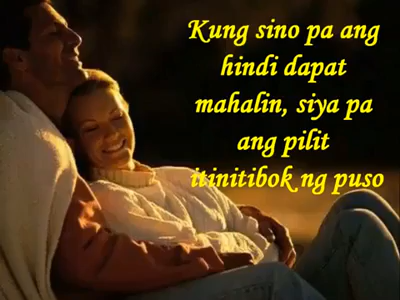 Kung sino pa ang
hindi dapat
mahalin, siya pa
ang pilit
itinitibok ng puso